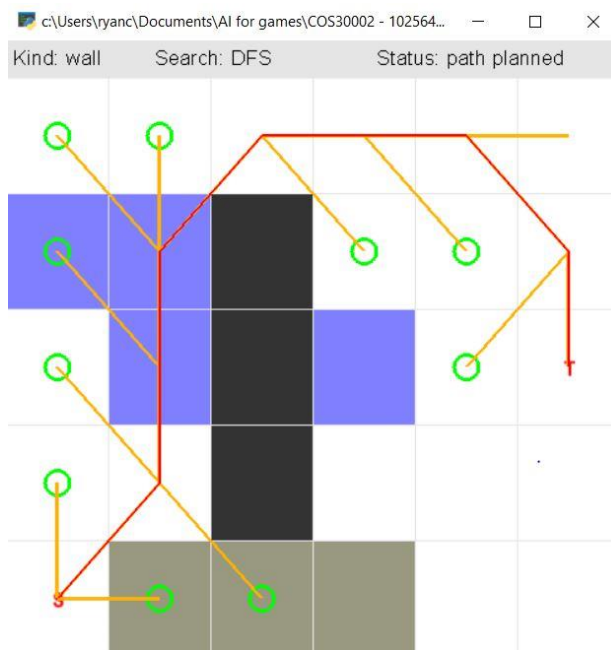 c:\Users\ryanc\Documents\AI for games\COS30002 - 102564...
Kind: wall Search: DFS Status: path planned
T
S